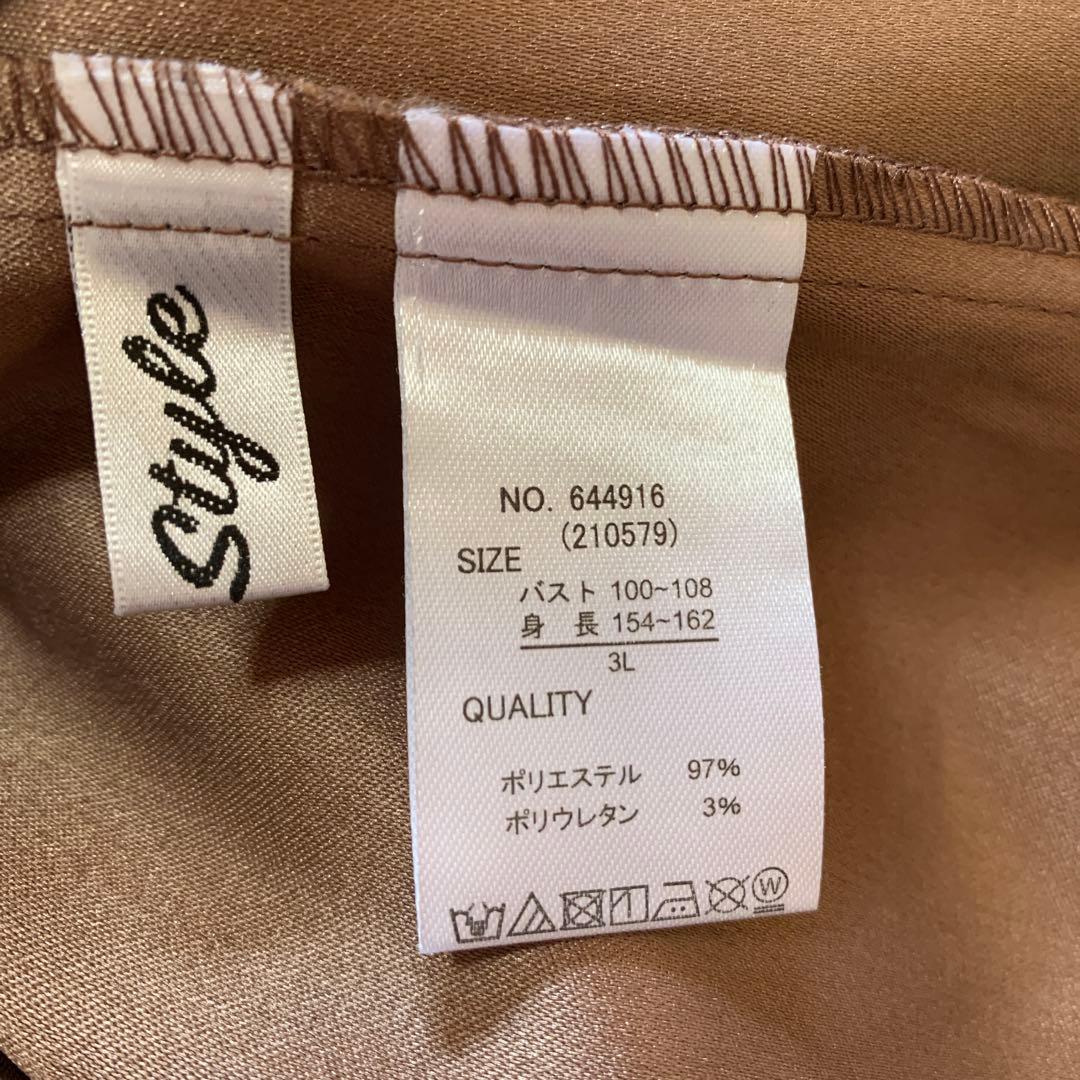 Style
NO. 644916
(210579)
SIZE
バスト 100~108
身 長 154~162
3L
QUALITY
ポリエステル 97%
ポリウレタン 3%
W